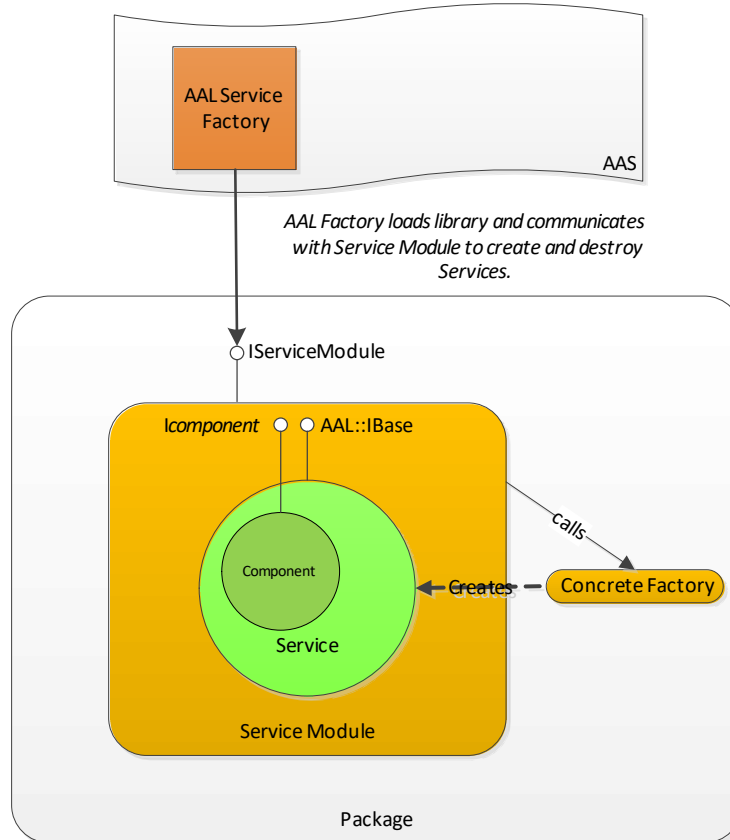 AAL Service
Factory
AAS
AAL Factory loads library and communicates
with Service Module to create and destroy
Services.
IServiceModule
Icomponent
AAL::IBase
calls
Component
Creates
Concrete Factory
Service
Service Module
Package